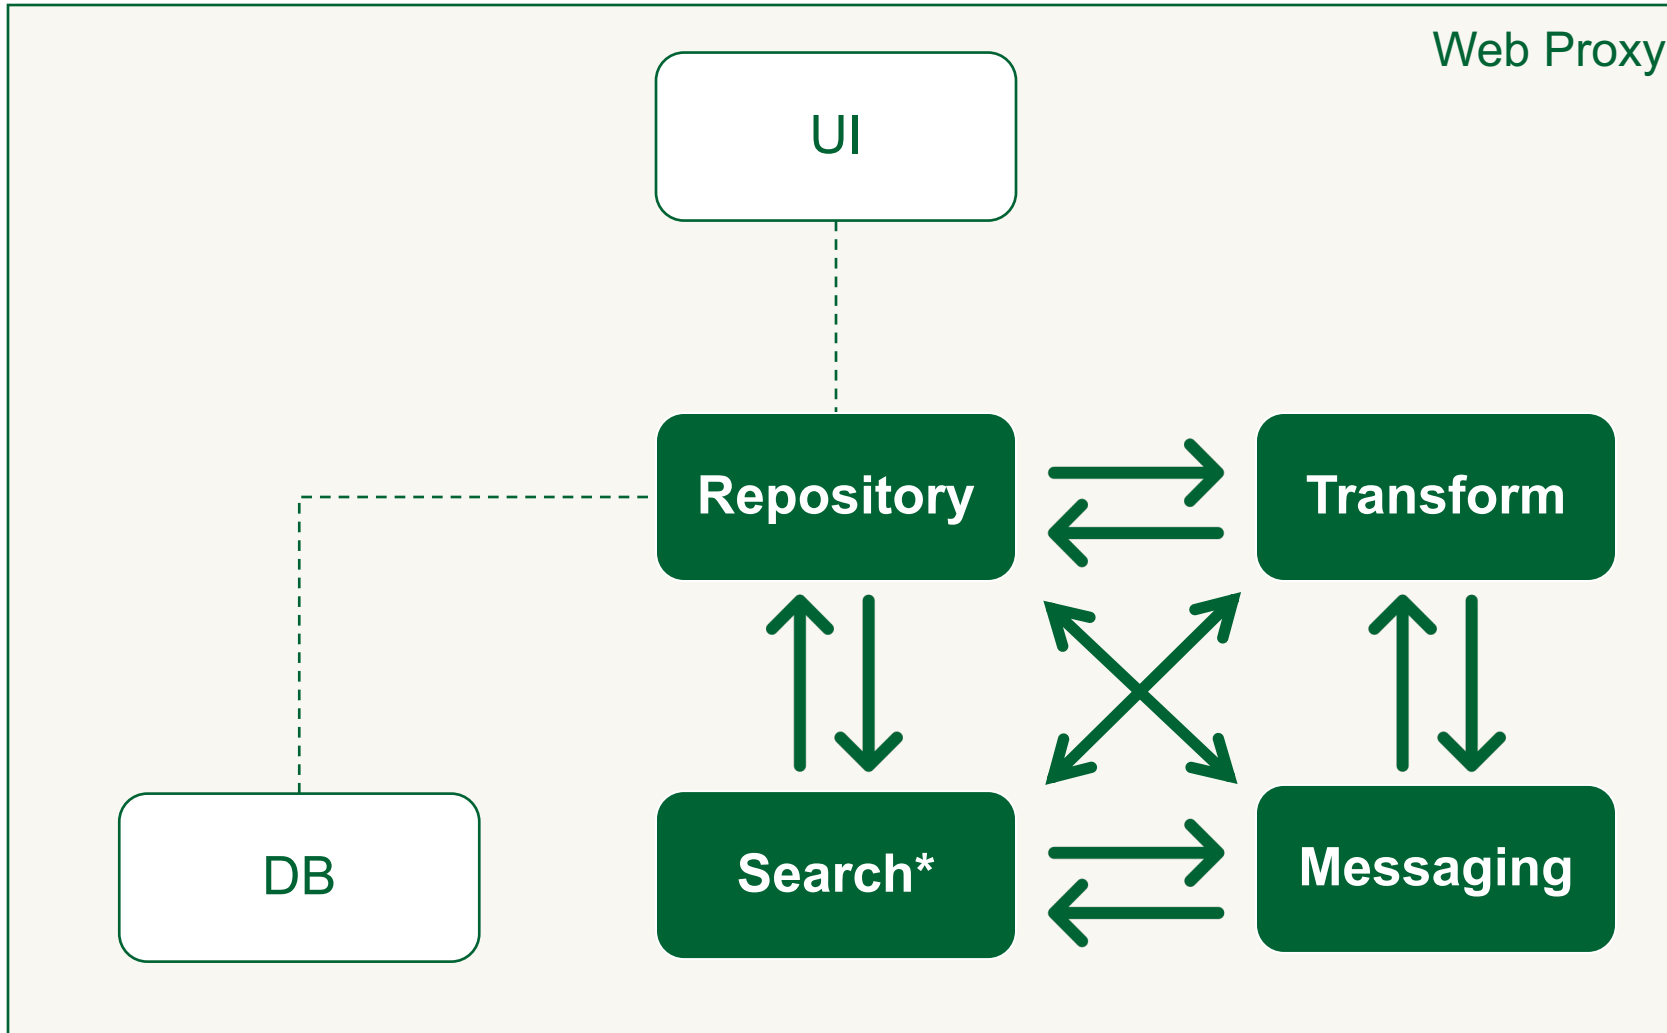 Web Proxy
UI
Repository
Transform
DB
Search*
Messaging